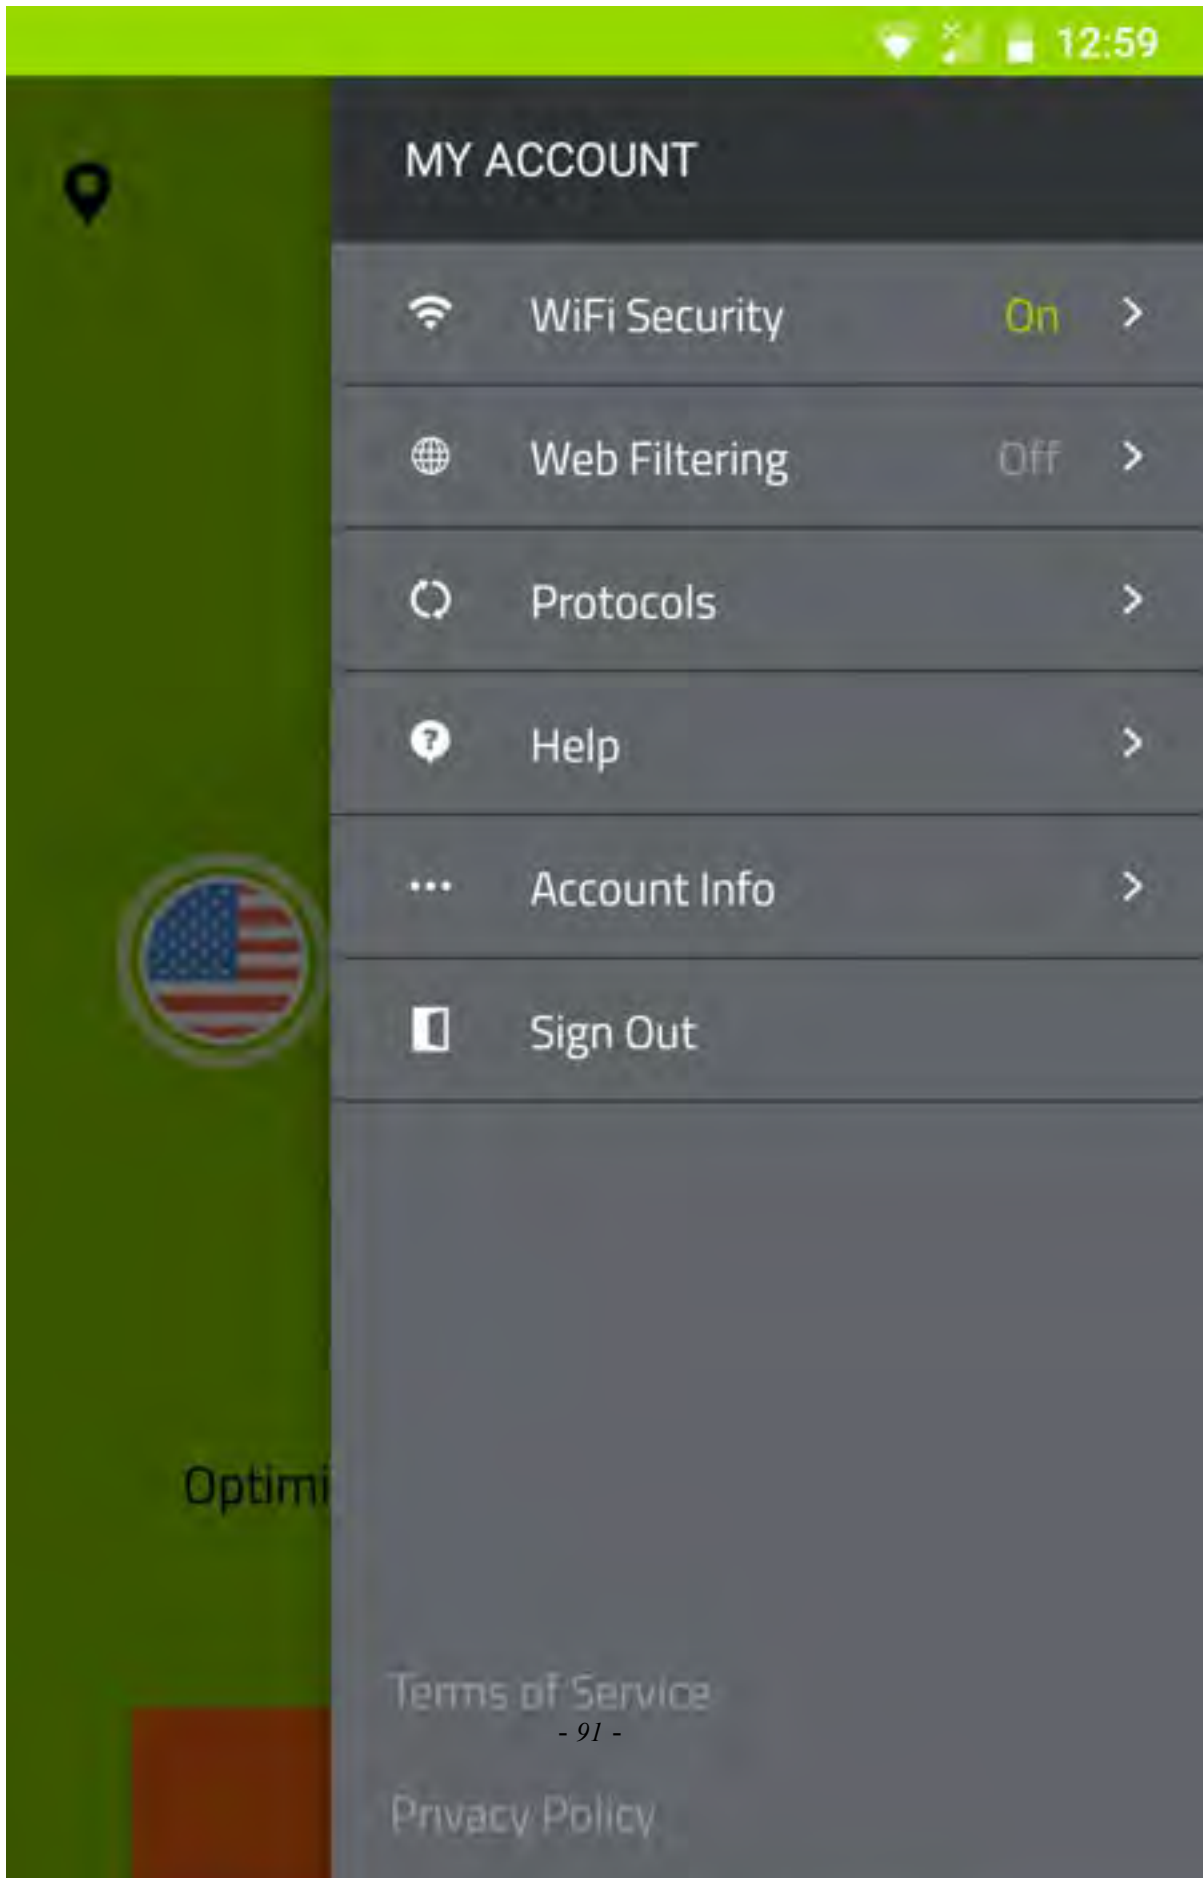 12:59
MY ACCOUNT
WiFi Security On
Web Filtering Off
Protocols
Help
Account Info
Sign Out
Optimi
Terms of Service
- 91 -
Privacy Policy